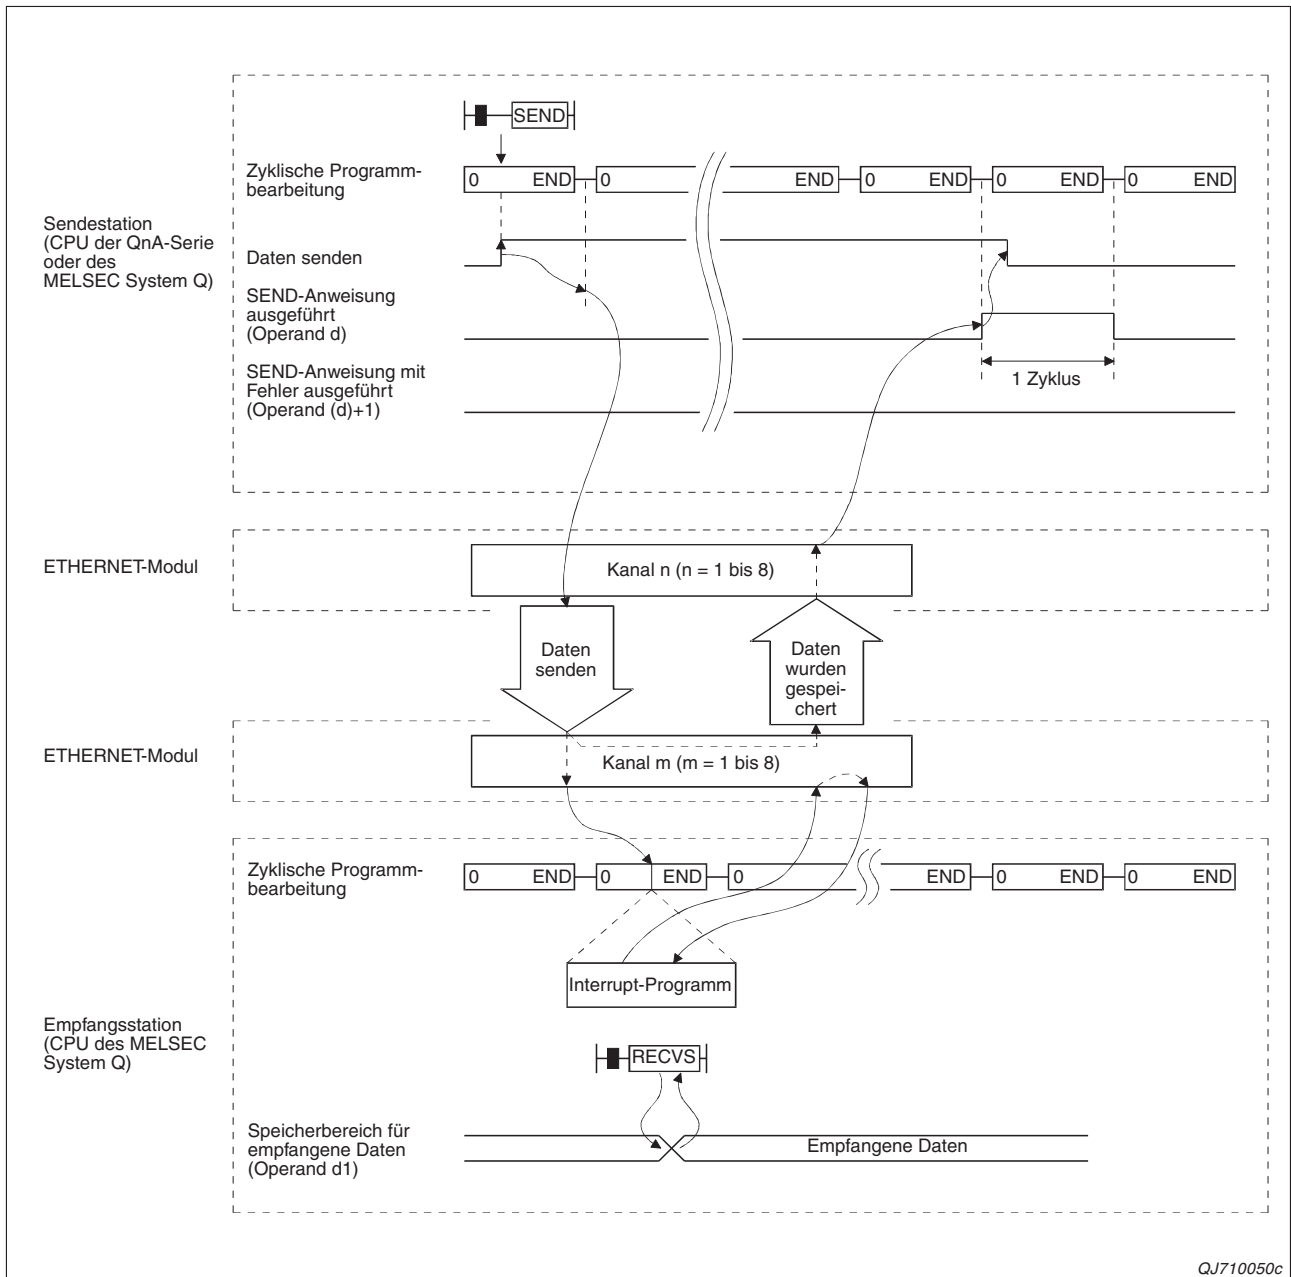 SEND
Zyklische Programm-
bearbeitung
0 END 0 END 0 END 0 END 0 END
Sendestation
(CPU der QnA-Serie
oder des
MELSEC System Q)
Daten senden
SEND-Anweisung
ausgeführt
(Operand d)
SEND-Anweisung mit
Fehler ausgeführt
(Operand (d)+1)
1 Zyklus
ETHERNET-Modul
Kanal n (n = 1 bis 8)
Daten
senden
Daten
wurden
gespei-
chert
ETHERNET-Modul
Kanal m (m = 1 bis 8)
Zyklische Programm-
bearbeitung
0 END 0 END 0 END 0 END 0 END
Interrupt-Programm
Empfangsstation
(CPU des MELSEC
System Q)
RECVS
Speicherbereich für
empfangene Daten
(Operand d1)
Empfangene Daten
QJ710050c